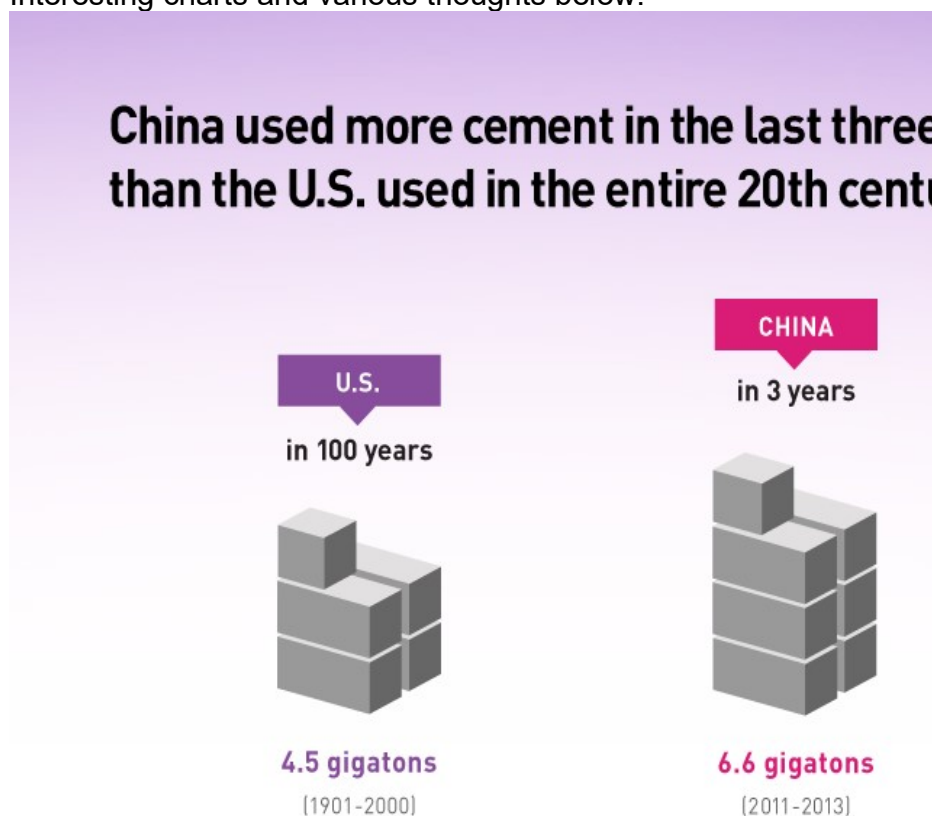 Interesting charts and various thoughts below.
China used more cement in the last three
than the U.S. used in the entire 20th
U.S.
in 100 years
4.5 gigatons
(1901-2000)
CHINA
in 3 years
6.6 gigatons
(2011-2013)